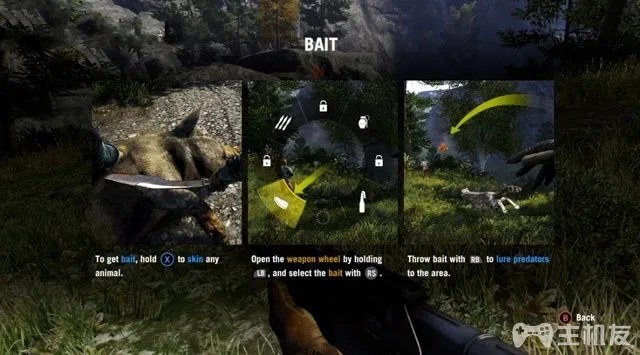 BAIT
To get bait, hold X to skin any
animal.
Open the weapon wheel by holding
LB , and select the bait with RS .
Throw bait with RB to lure predators
to the area.
B Back
主机友